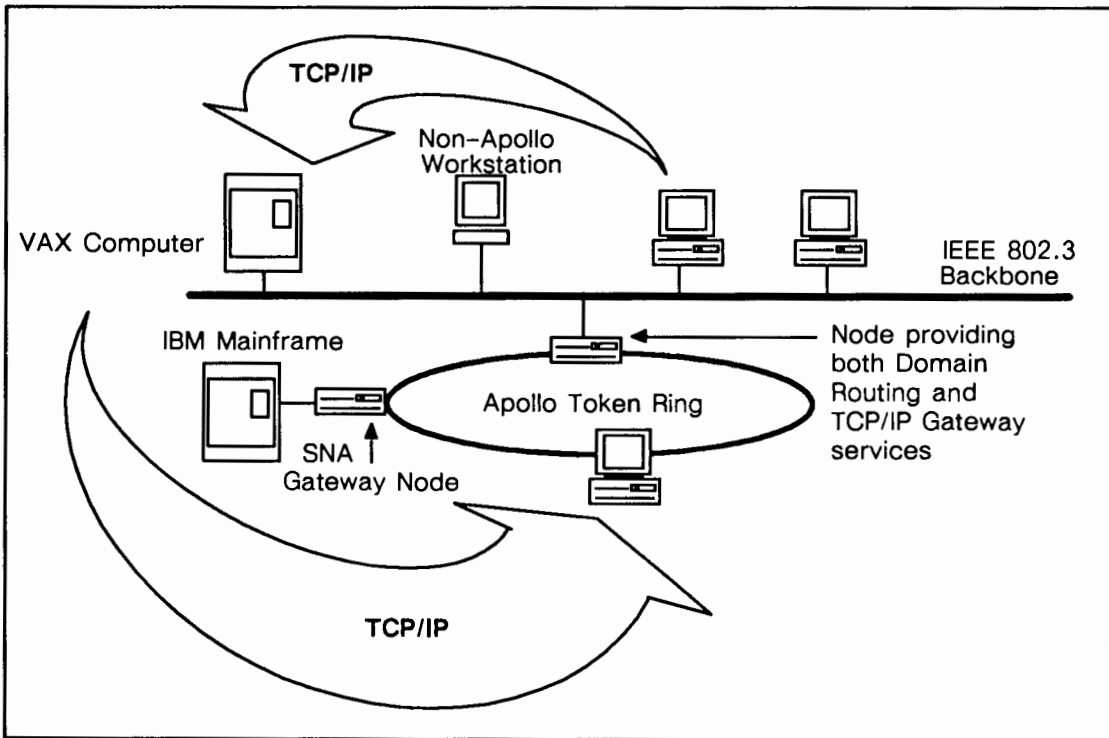 TCP/IP
Non-Apollo
Workstation
VAX Computer
IEEE 802.3
Backbone
IBM Mainframe
Node providing
both Domain
Routing and
TCP/IP Gateway
services
Apollo Token Ring
SNA
Gateway Node
TCP/IP